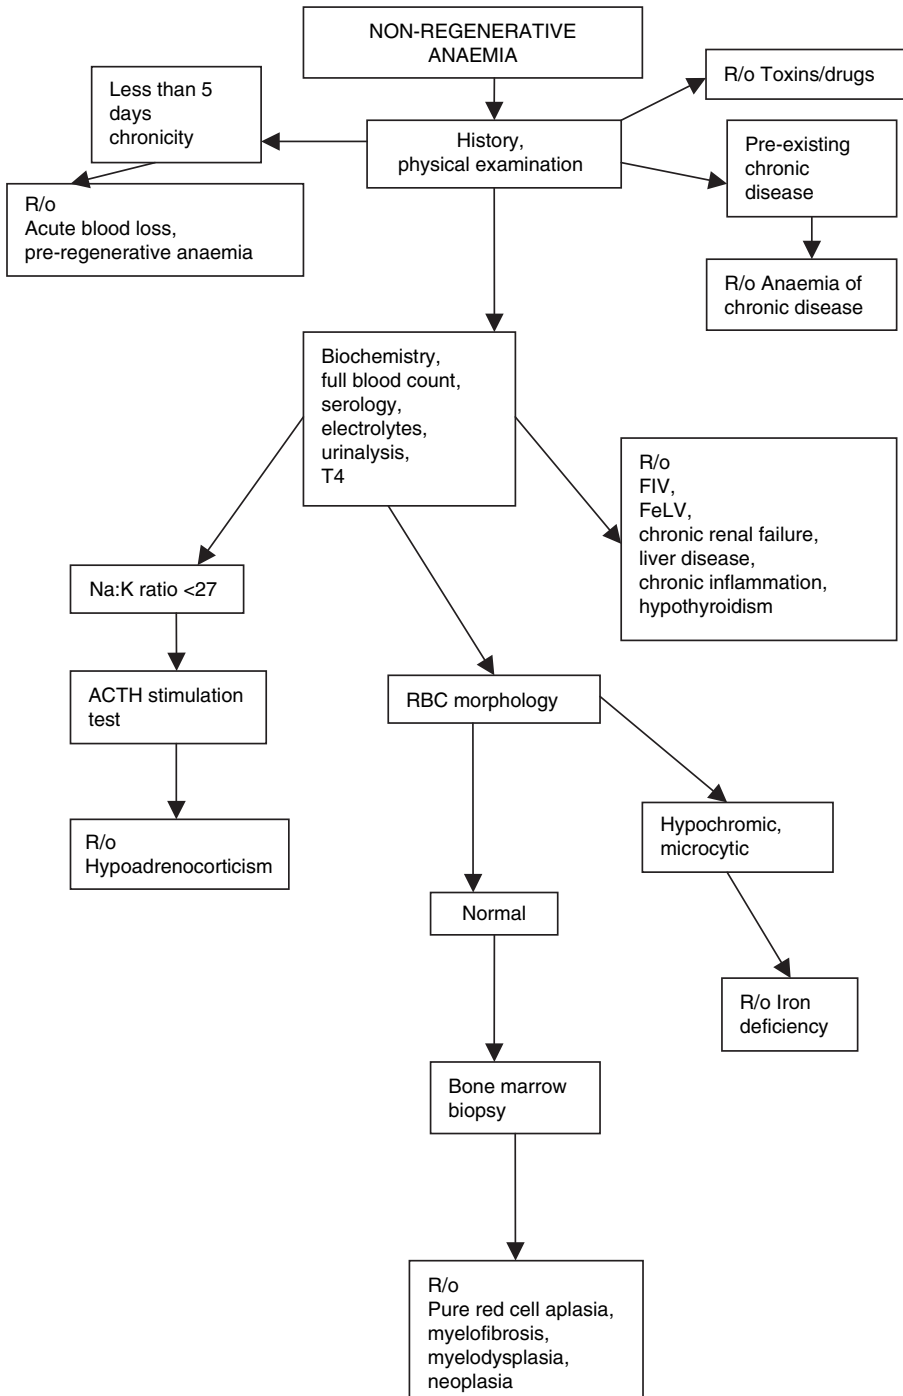 NON-REGENERATIVE
ANAEMIA
R/o Toxins/drugs
Less than 5
days
chronicity
History,
physical examination
Pre-existing
chronic
disease
R/o
Acute blood loss,
pre-regenerative anaemia
R/o Anaemia of
chronic disease
Biochemistry,
full blood count,
serology,
electrolytes,
urinalysis,
T4
R/o
FIV,
FeLV,
chronic renal failure,
liver disease,
chronic inflammation,
hypothyroidism
Na:K ratio <27
ACTH stimulation
test
RBC morphology
R/o
Hypoadrenocorticism
Hypochromic,
microcytic
Normal
R/o Iron
deficiency
Bone marrow
biopsy
R/o
Pure red cell aplasia,
myelofibrosis,
myelodysplasia,
neoplasia